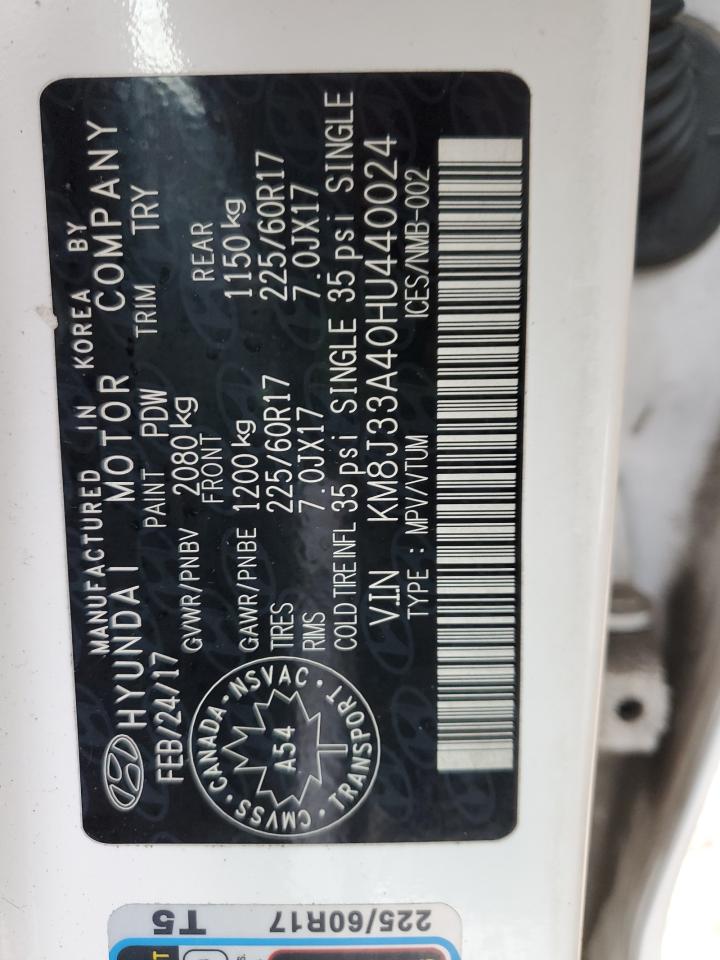 MANUFACTURED IN KOREA BY
HYUNDAI MOTOR COMPANY
FEB/24/17 PAINT PDW TRIM TRY
GVWR/PNBV 2080 kg
FRONT REAR
GAWR/PNBE 1200 kg 1150 kg
TIRES 225/60R17 225/60R17
RIMS 7.0JX17 7.0JX17
COLD TIRE INFL 35 psi SINGLE 35 psi SINGLE
VIN KM8J33A40HU440024
TYPE : MPV/VTUM ICES/NMB-002
CMVSS · CANADA - NSVAC · TRANSPORT ·
A54
225/60R17 T5